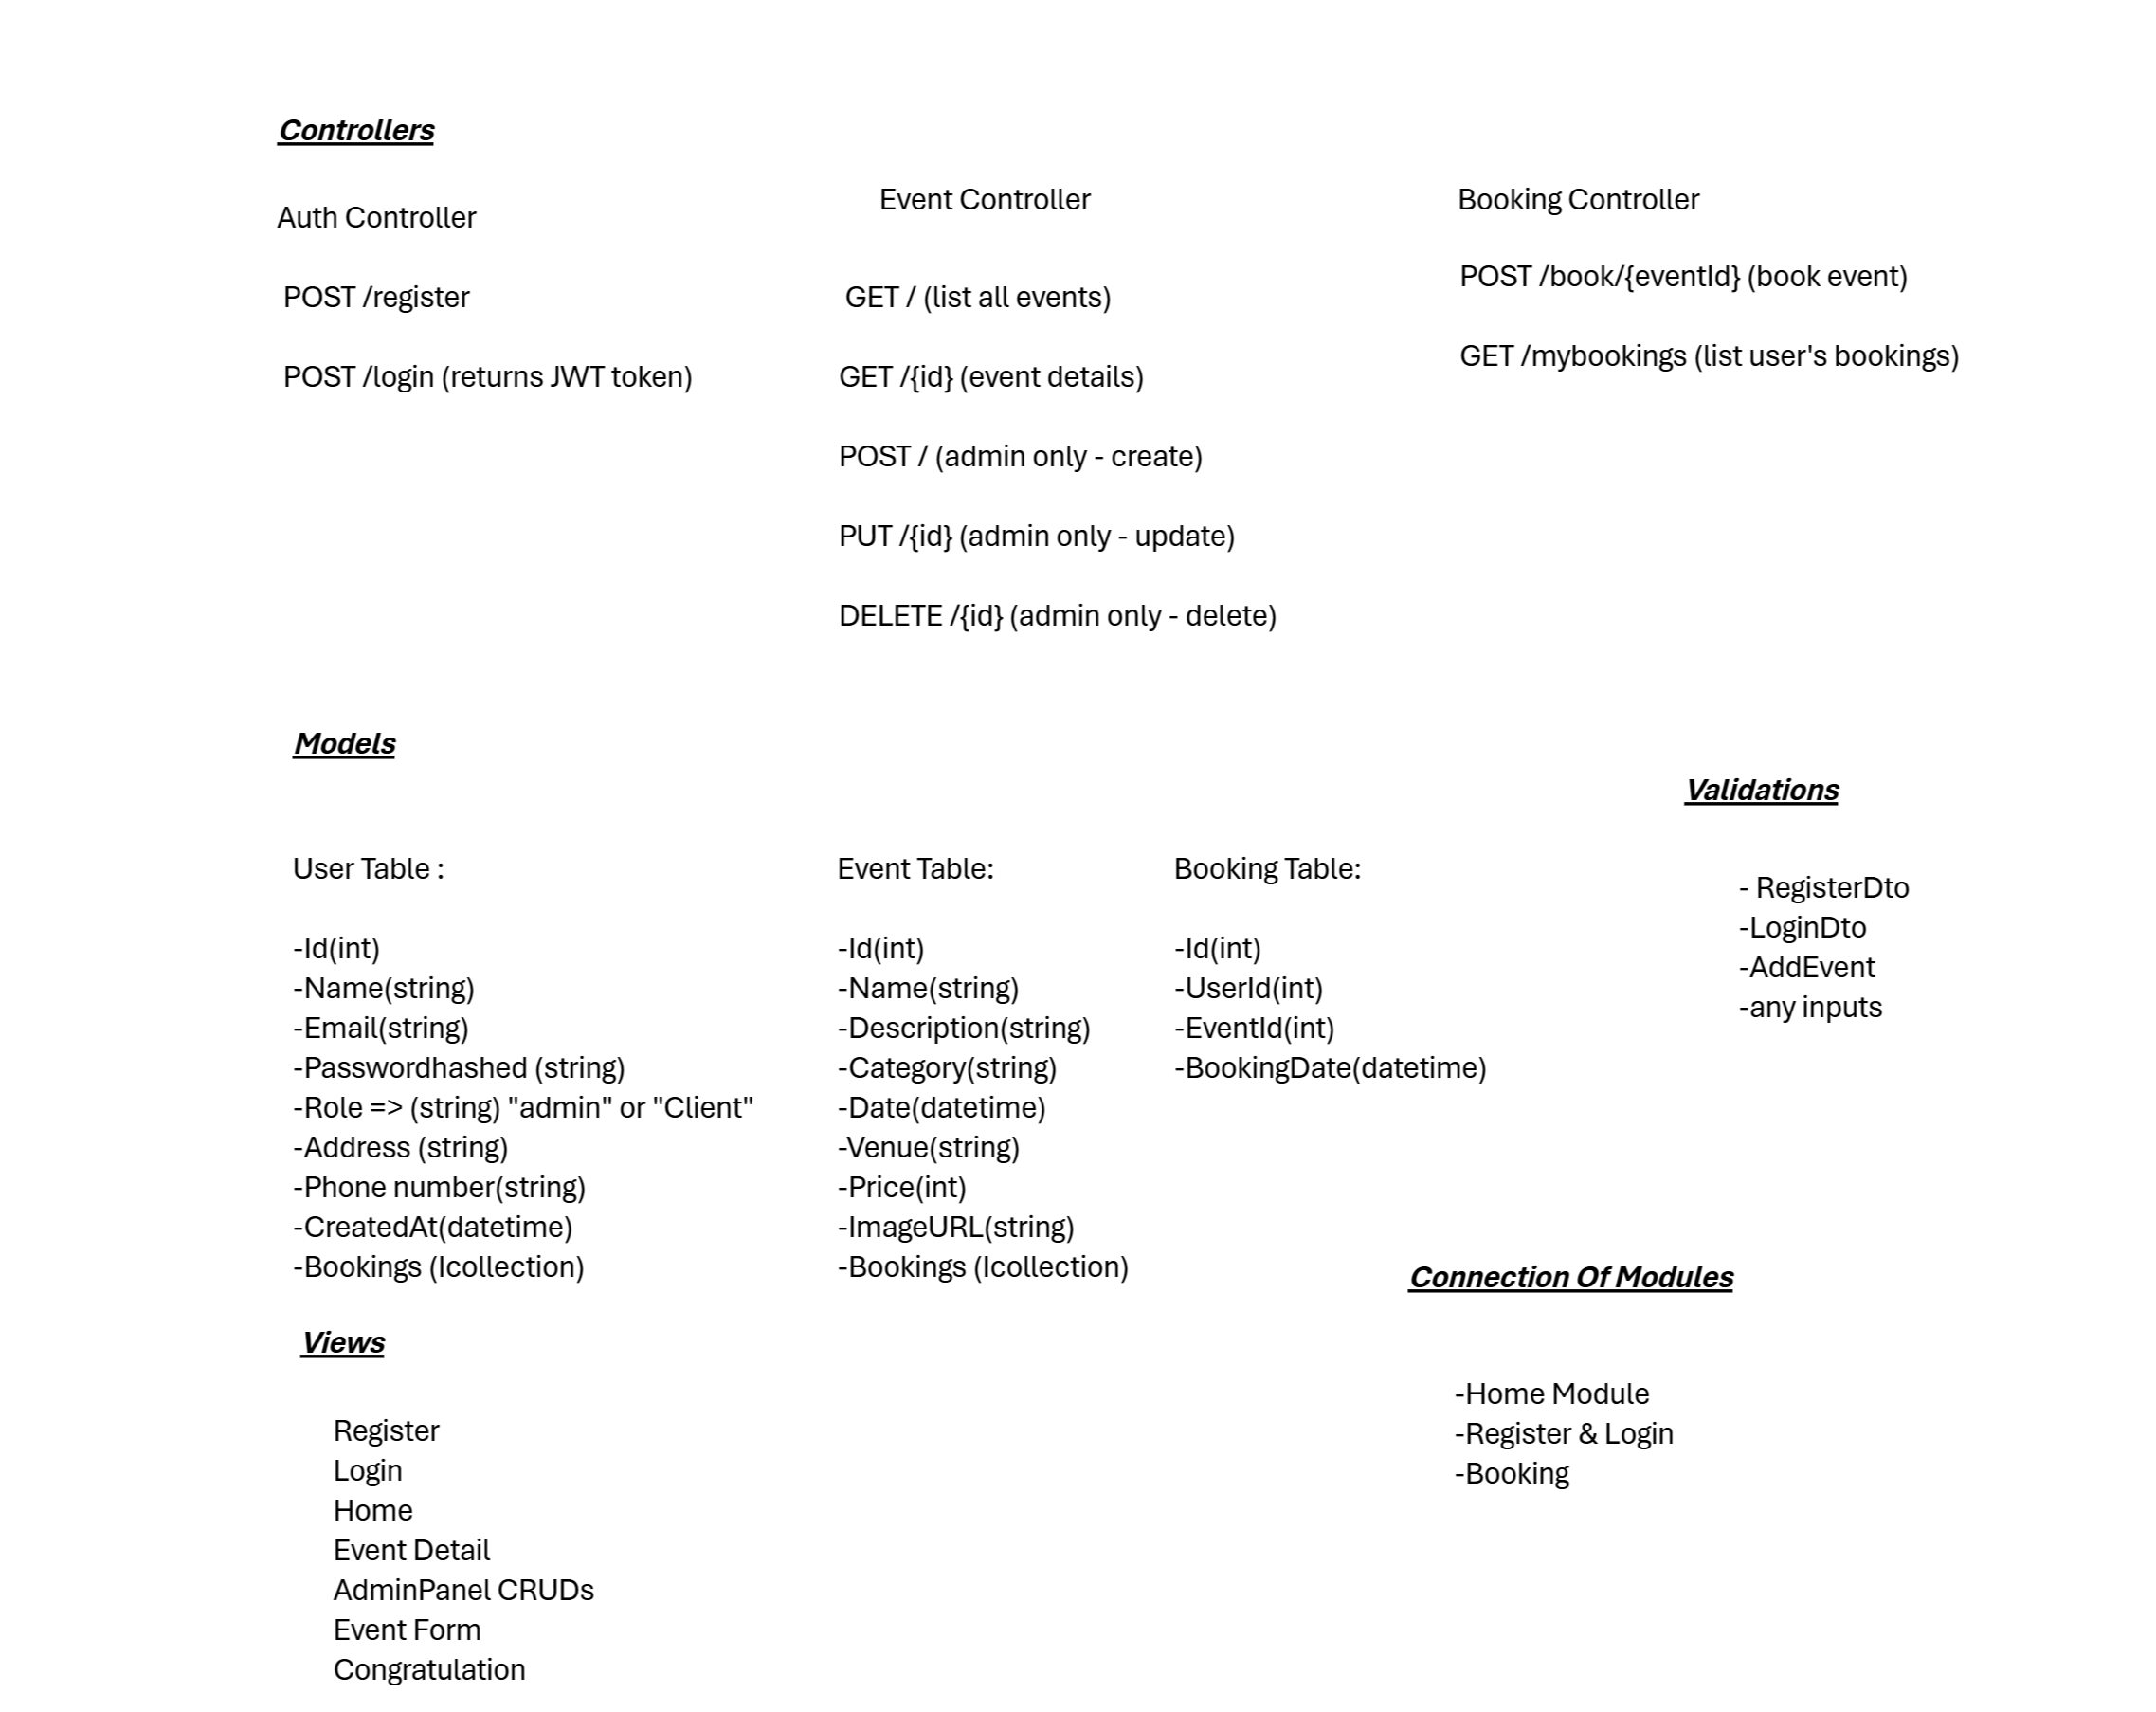 Controllers
Auth Controller
POST /register
POST /login (returns JWT token)
Event Controller
GET / (list all events)
GET /{id} (event details)
POST / (admin only - create)
PUT /{id} (admin only - update)
DELETE /{id} (admin only - delete)
Booking Controller
POST /book/{eventId} (book event)
GET /mybookings (list user's bookings)
Models
User Table :
-Id(int)
-Name(string)
-Email(string)
-Passwordhashed (string)
-Role => (string) "admin" or "Client"
-Address (string)
-Phone number(string)
-CreatedAt(datetime)
-Bookings (Icollection)
Event Table:
-Id(int)
-Name(string)
-Description(string)
-Category(string)
-Date(datetime)
-Venue(string)
-Price(int)
-ImageURL(string)
-Bookings (Icollection)
Booking Table:
-Id(int)
-UserId(int)
-EventId(int)
-BookingDate(datetime)
Validations
- RegisterDto
-LoginDto
-AddEvent
-any inputs
Connection Of Modules
-Home Module
-Register & Login
-Booking
Views
Register
Login
Home
Event Detail
AdminPanel CRUDs
Event Form
Congratulation